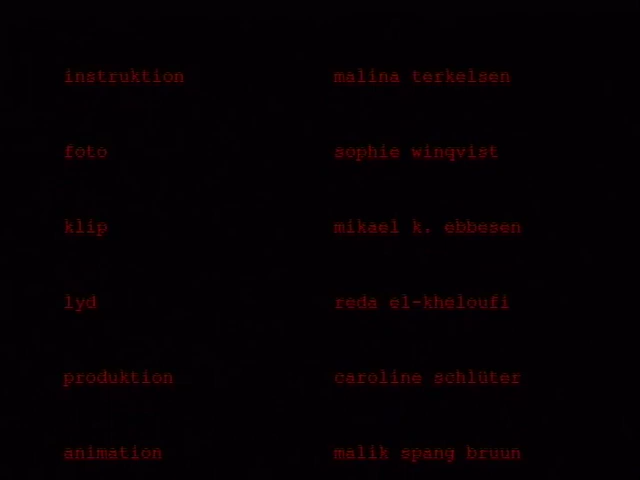 instruktion malina terkelsen
foto sophie winqvist
klip mikael k. ebbesen
lyd reda el-kheloufi
produktion caroline schlüter
animation malik spang bruun